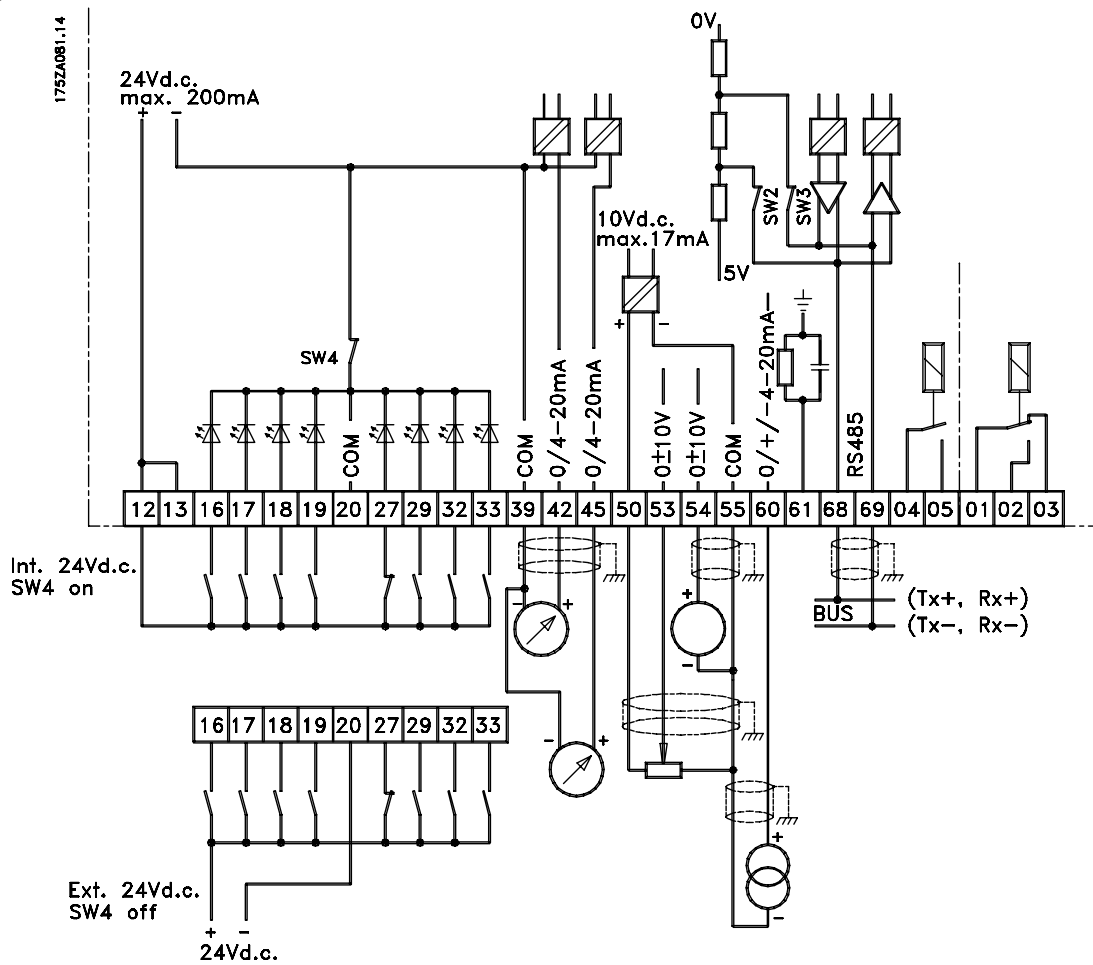 175ZA081.14
24Vd.c.
max. 200mA
+ -
0V
SW2
SW3
10Vd.c.
max.17mA
5V
+ -
SW4
COM
COM
0/4-20mA
0/4-20mA
0±10V
0±10V
COM
0/+/-4-20mA
RS485
12 13 16 17 18 19 20 27 29 32 33 39 42 45 50 53 54 55 60 61 68 69 04 05 01 02 03
Int. 24Vd.c.
SW4 on
- +
+
-
BUS
(Tx+, Rx+)
(Tx-, Rx-)
16 17 18 19 20 27 29 32 33
- +
+
-
Ext. 24Vd.c.
SW4 off
+ -
24Vd.c.